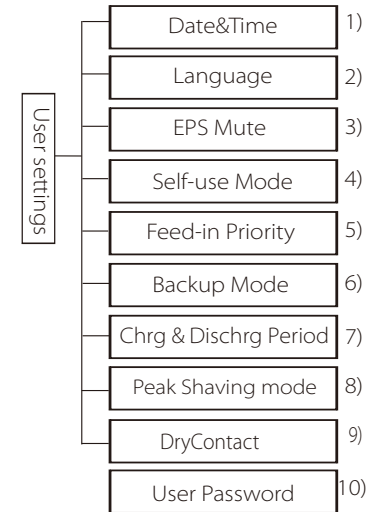 User settings
Date&Time 1)
Language 2)
EPS Mute 3)
Self-use Mode 4)
Feed-in Priority 5)
Backup Mode 6)
Chrg & Dischrg Period 7)
Peak Shaving mode 8)
DryContact 9)
User Password 10)